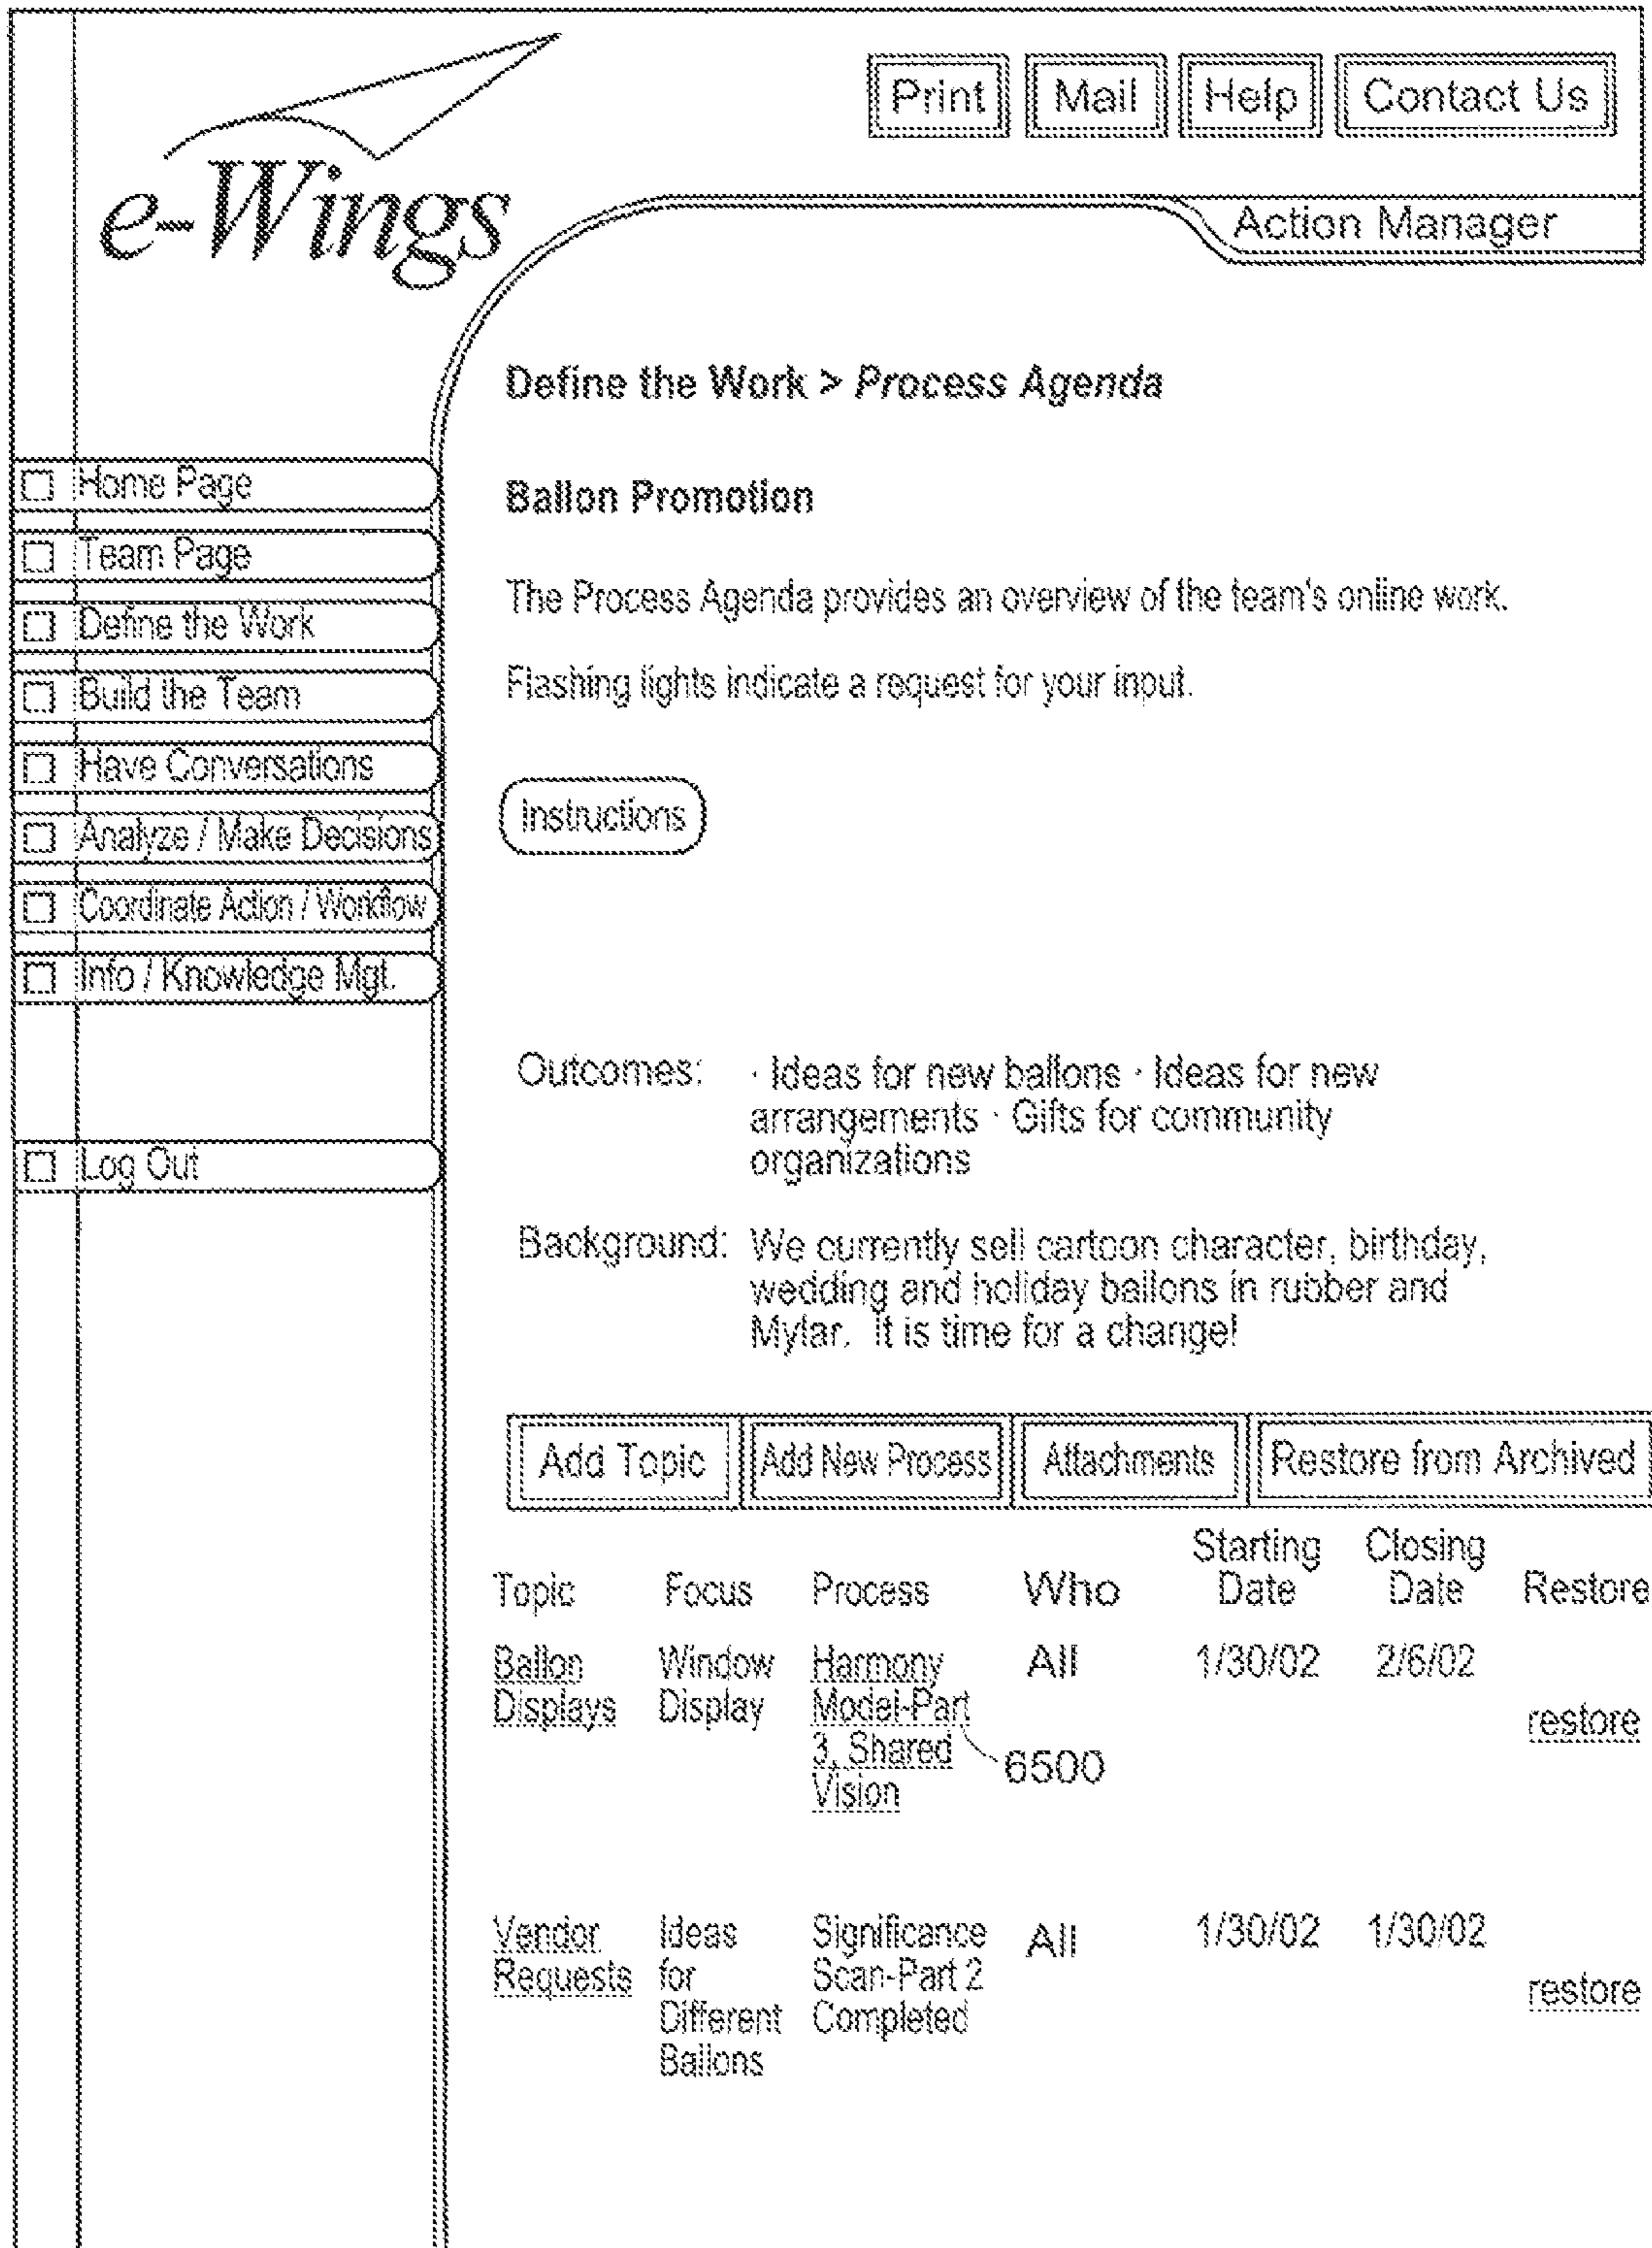 e-Wings
Print Mail Help Contact Us
Action Manager
Define the Work > Process Agenda
Home Page
Team Page
Define the Work
Build the Team
Have Conversations
Analyze / Make Decisions
Coordinate Action / Workflow
Info / Knowledge Mgt.
Log Out
Ballon Promotion
The Process Agenda provides an overview of the team's online work.
Flashing lights indicate a request for your input.
Instructions
Outcomes: · Ideas for new ballons · Ideas for new
arrangements · Gifts for community
organizations
Background: We currently sell cartoon character, birthday,
wedding and holiday ballons in rubber and
Mylar. It is time for a change!
Add Topic Add New Process Attachments Restore from Archived
Starting Closing
Topic Focus Process Who Date Date Restore
Ballon Window Harmony All 1/30/02 2/6/02
Displays Display Model-Part restore
3, Shared 6500
Vision
Vendor Ideas Significance All 1/30/02 1/30/02
Requests for Scan-Part 2 restore
Different Completed
Ballons